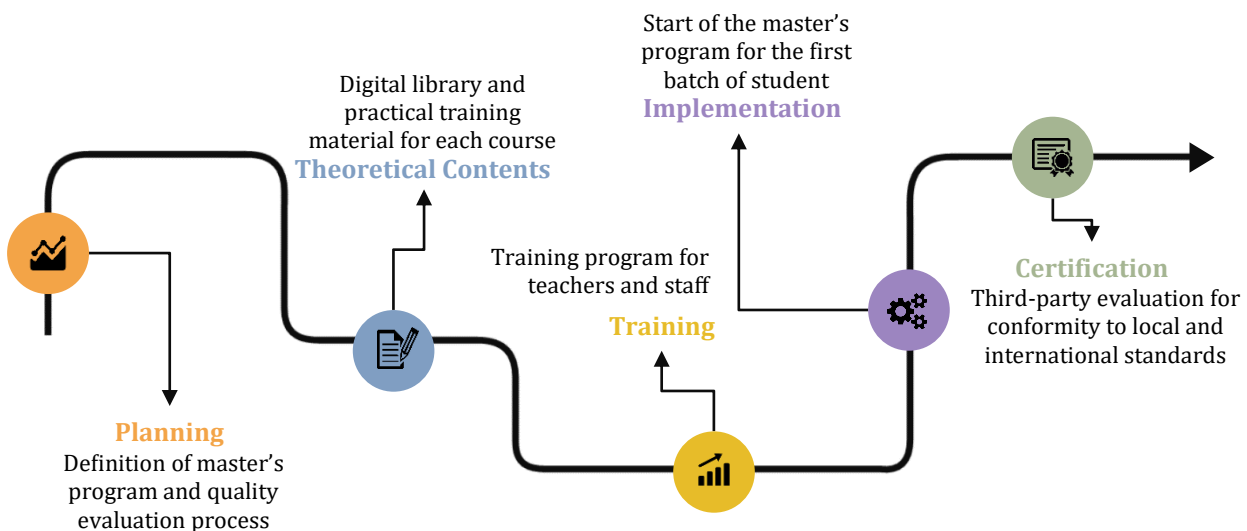 Planning
Definition of master’s
program and quality
evaluation process
Digital library and
practical training
material for each course
Theoretical Contents
Training program for
teachers and staff
Training
Start of the master’s
program for the first
batch of student
Implementation
Certification
Third-party evaluation for
conformity to local and
international standards